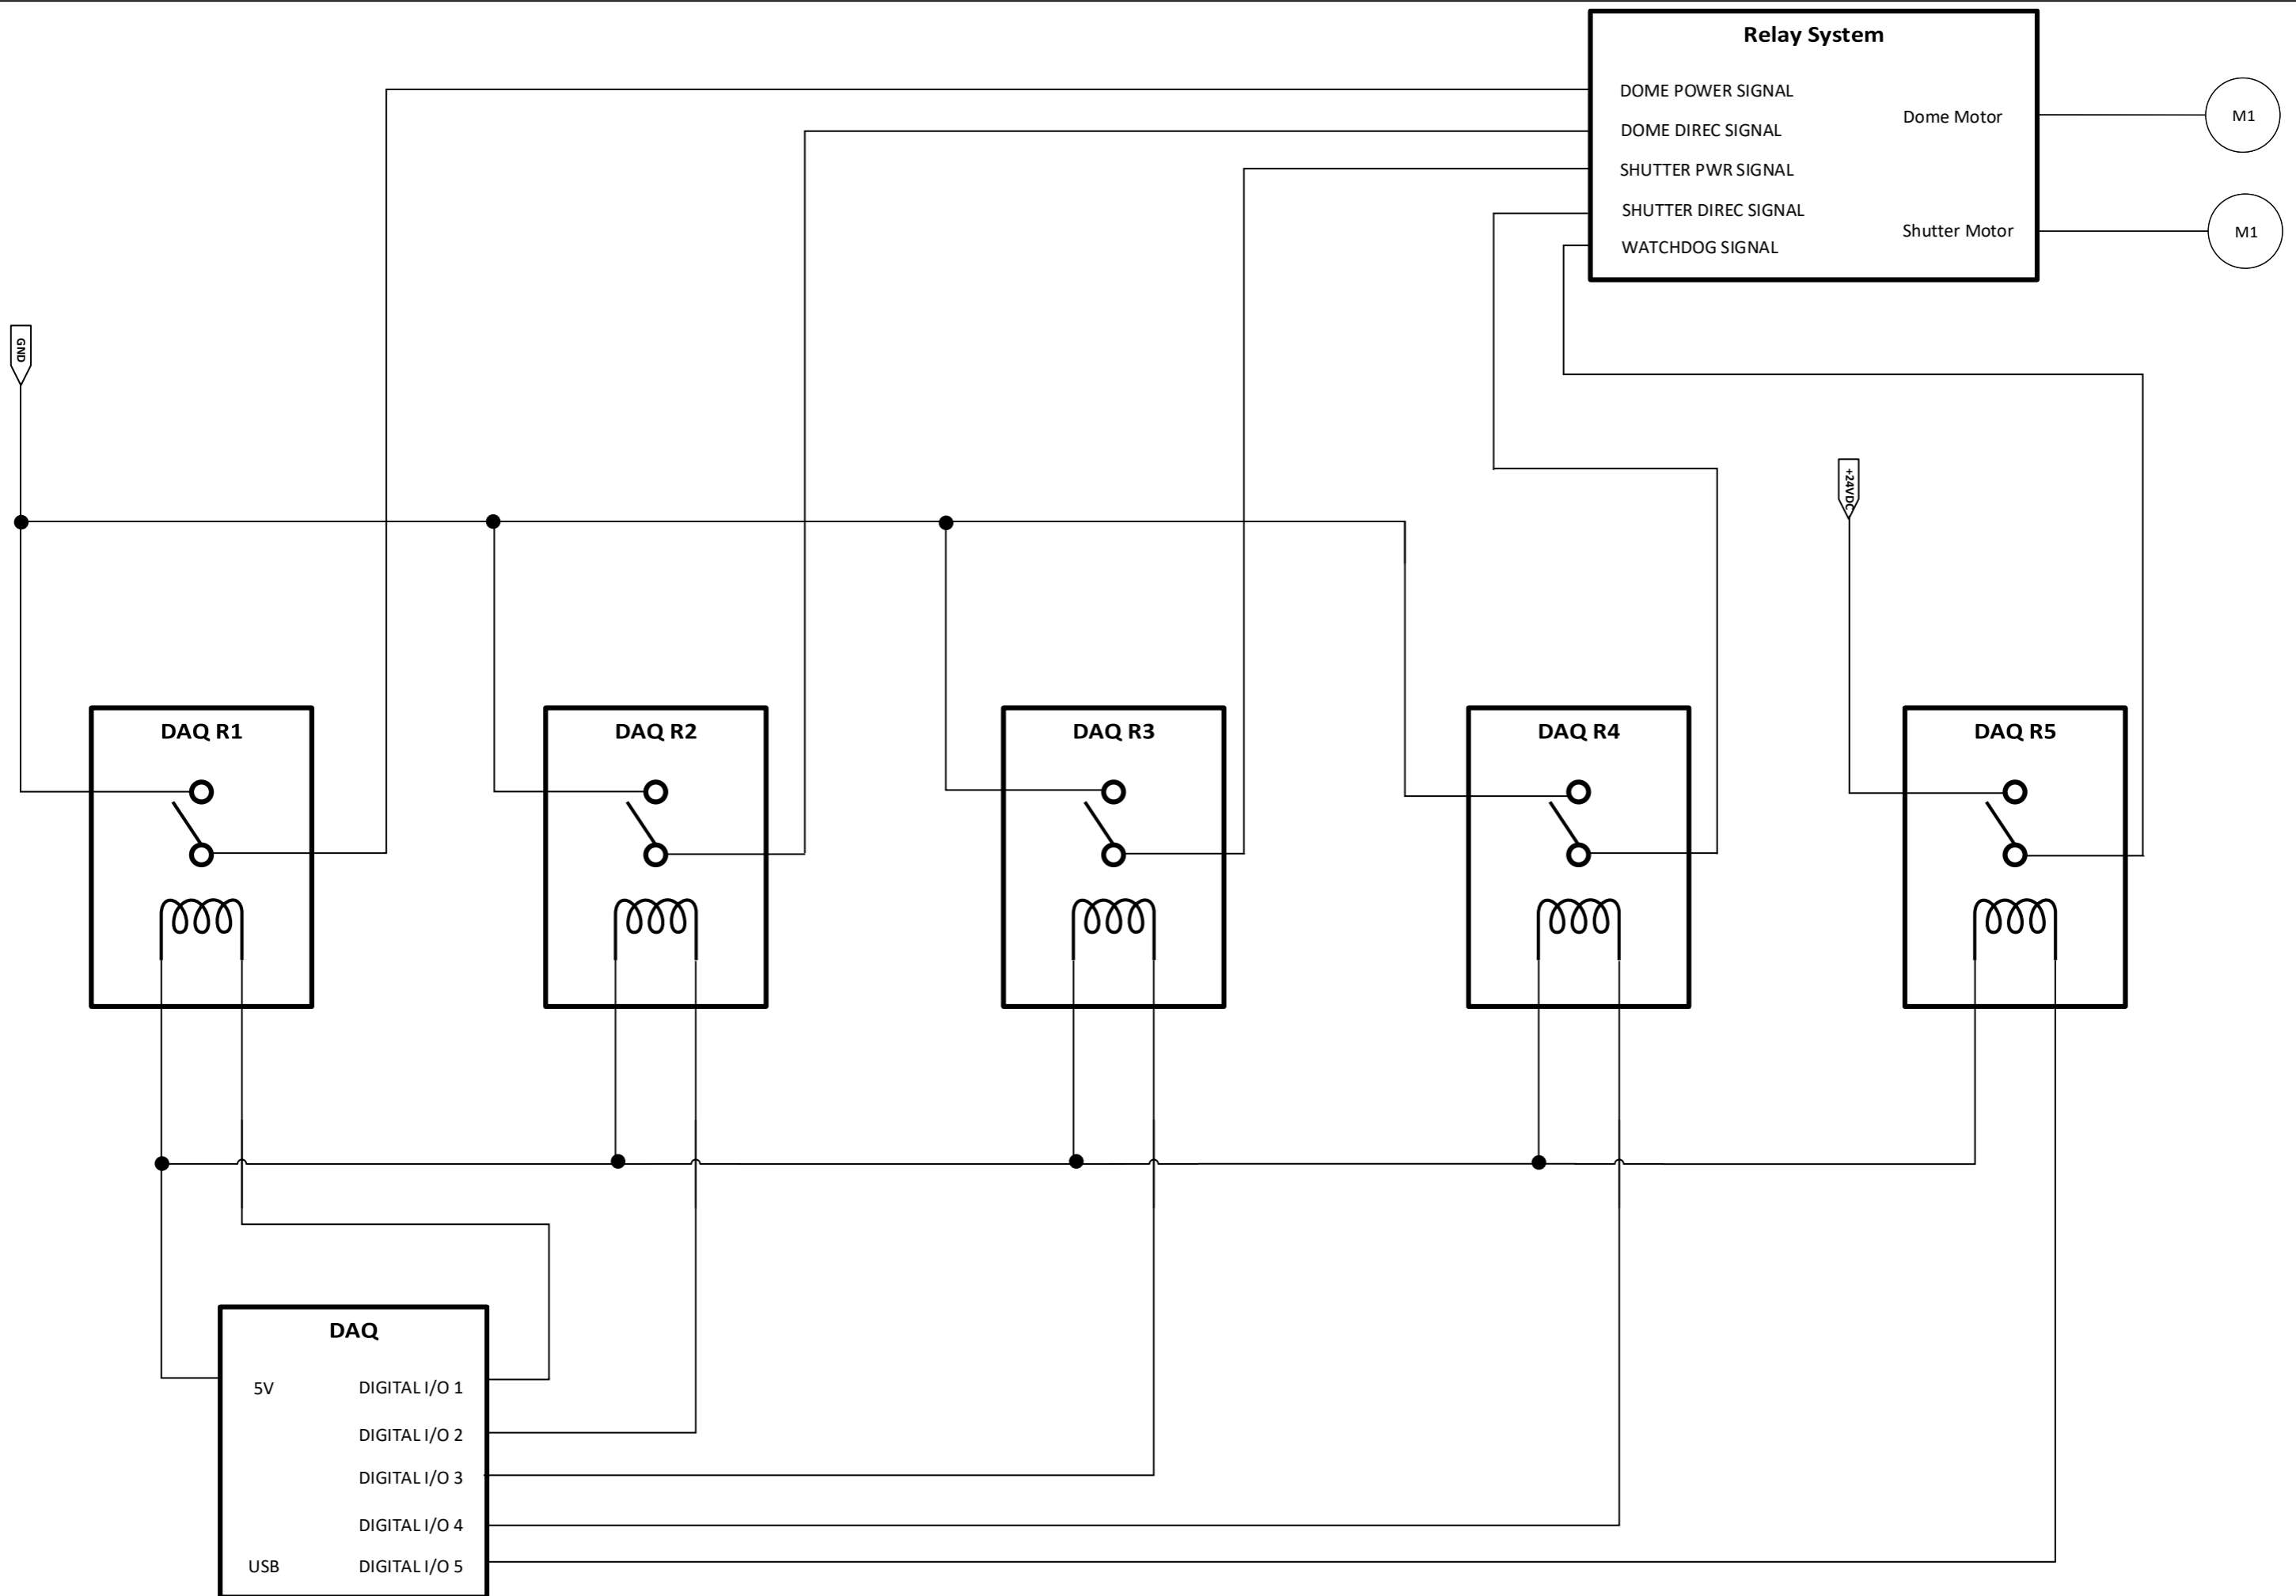 Relay System
DOME POWER SIGNAL
Dome Motor
M1
DOME DIREC SIGNAL
SHUTTER PWR SIGNAL
SHUTTER DIREC SIGNAL
Shutter Motor
M1
WATCHDOG SIGNAL
GND
+24VDC
DAQ R1
DAQ R2
DAQ R3
DAQ R4
DAQ R5
DAQ
5V
DIGITAL I/O 1
DIGITAL I/O 2
DIGITAL I/O 3
DIGITAL I/O 4
USB
DIGITAL I/O 5